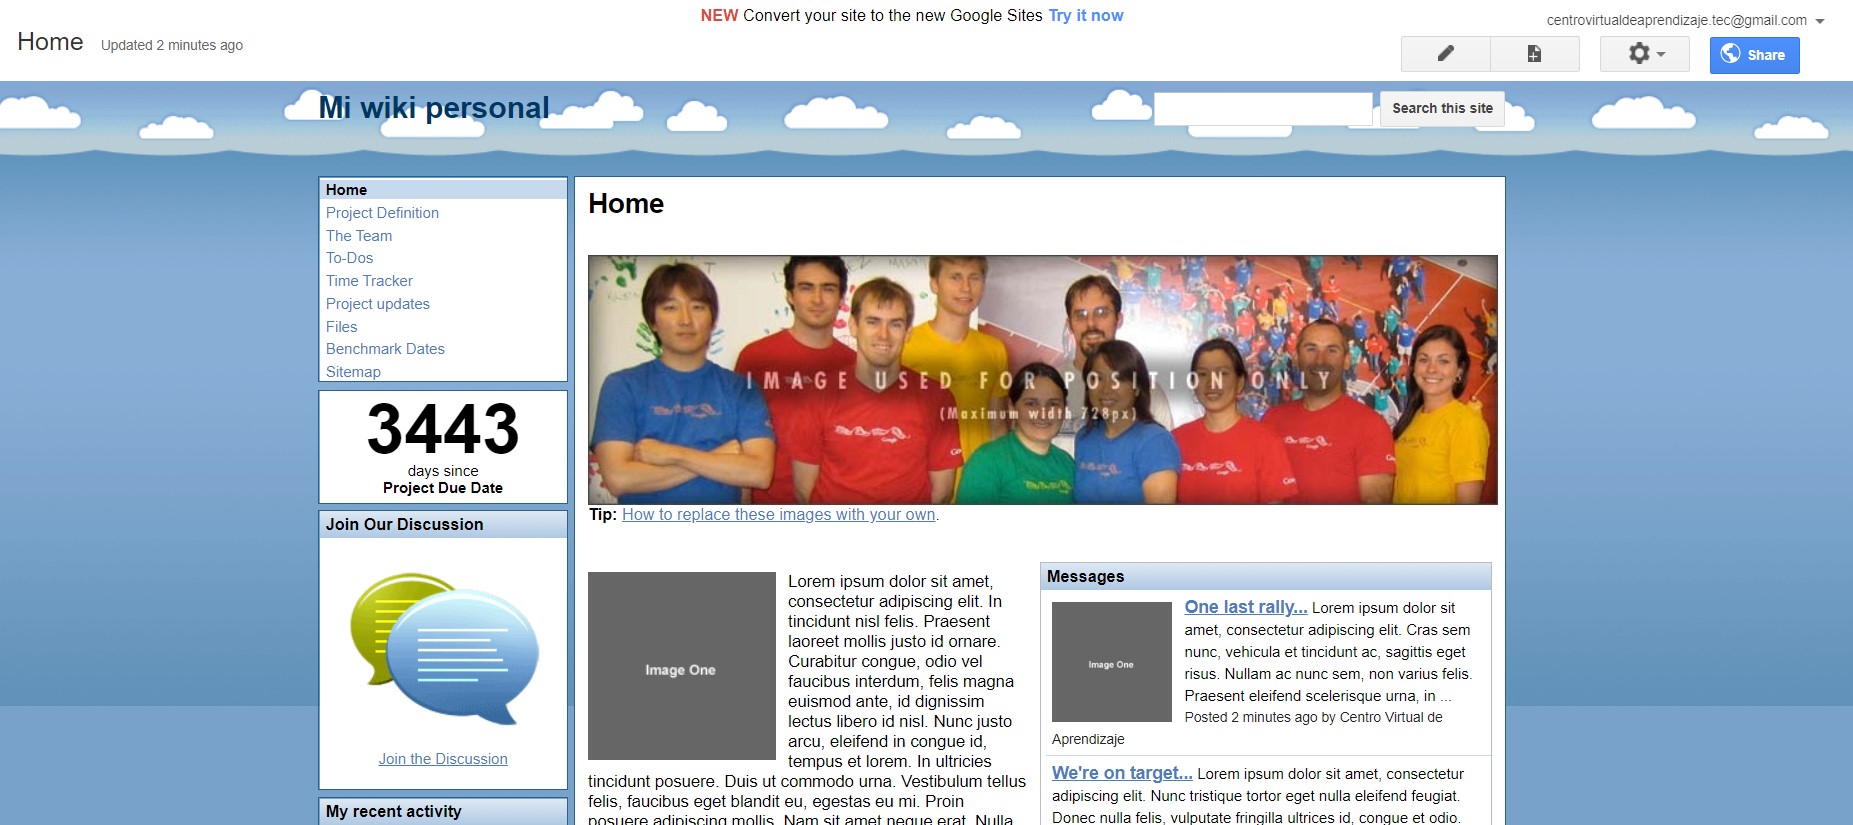 NEW Convert your site to the new Google Sites Try it now
centrovirtualdeaprendizaje.tec@gmail.com
Home Updated 2 minutes ago
Share
Mi wiki personal
Search this site
Home
Project Definition
The Team
To-Dos
Time Tracker
Project updates
Files
Benchmark Dates
Sitemap
3443
days since
Project Due Date
Join Our Discussion
Join the Discussion
My recent activity
Home
IMAGE USED FOR POSITION ONLY
(Maximum width 728px)
Tip: How to replace these images with your own.
Image One
Lorem ipsum dolor sit amet,
consectetur adipiscing elit. In
tincidunt nisl felis. Praesent
laoreet mollis justo id ornare.
Curabitur congue, odio vel
faucibus interdum, felis magna
euismod ante, id dignissim
lectus libero id nisl. Nunc justo
arcu, eleifend in congue id,
tempus et lorem. In ultricies
tincidunt posuere. Duis ut commodo urna. Vestibulum tellus
felis, faucibus eget blandit eu, egestas eu mi. Proin
posuere adipiscing mollis. Nam sit amet neque erat. Nulla
Messages
Image One
One last rally... Lorem ipsum dolor sit
amet, consectetur adipiscing elit. Cras sem
nunc, vehicula et tincidunt ac, sagittis eget
risus. Nullam ac nunc sem, non varius felis.
Praesent eleifend scelerisque urna, in ...
Posted 2 minutes ago by Centro Virtual de
Aprendizaje
We're on target... Lorem ipsum dolor sit amet, consectetur
adipiscing elit. Nunc tristique tortor eget nulla eleifend feugiat.
Donec nulla felis, vulputate fringilla ultrices id, congue et odio.